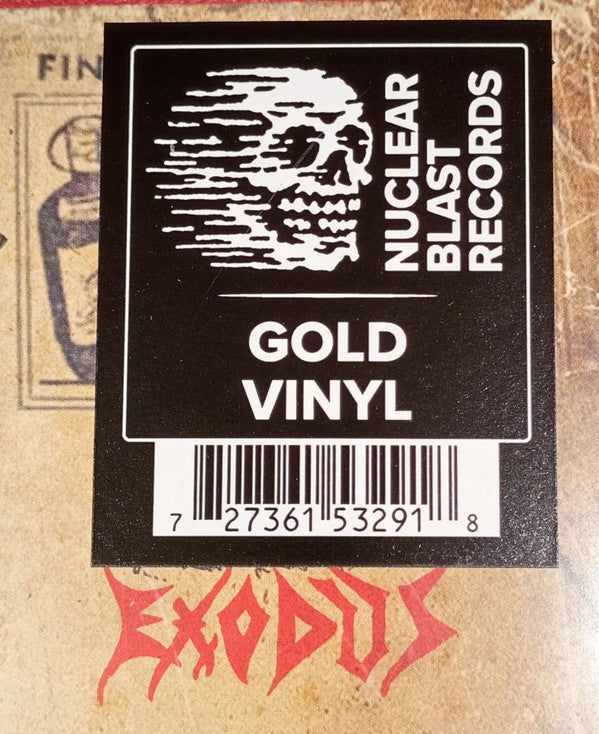 FIN
NUCLEAR
BLAST
RECORDS
GOLD
VINYL
7 27361 53291 8
EXODUS